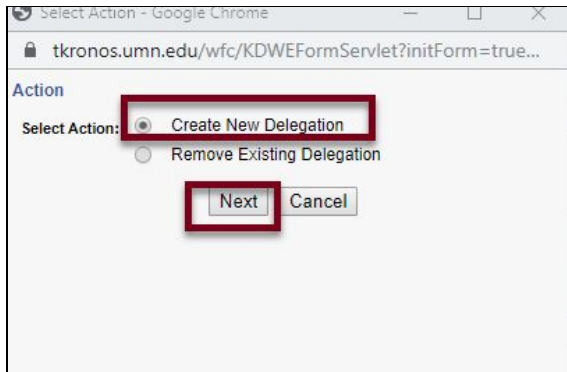 Select Action - Google Chrome
tkronos.umn.edu/wfc/KDWEFormServlet?initForm=true...
Action
Select Action: Create New Delegation
Remove Existing Delegation
Next Cancel